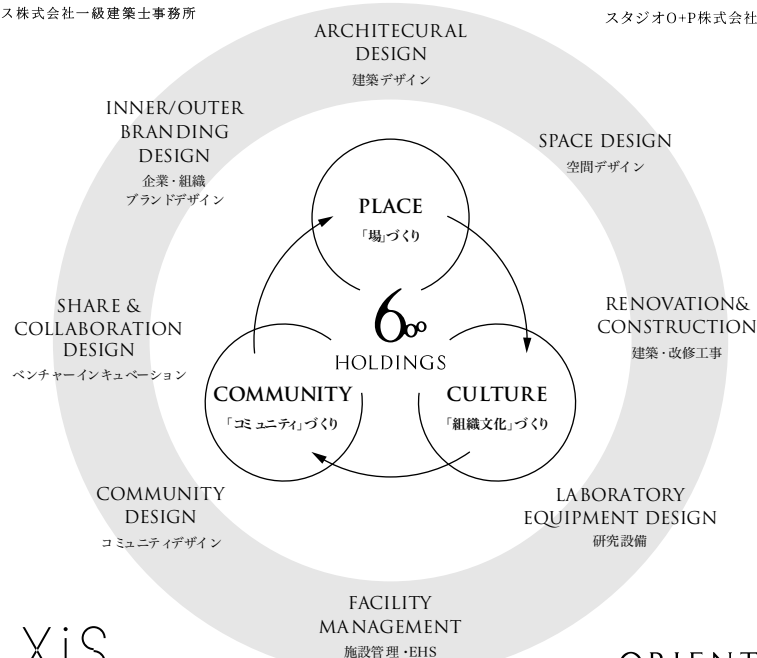 ス株式会社一級建築士事務所
スタジオO+P株式会社
ARCHITECURAL
DESIGN
建築デザイン
INNER/OUTER
BRANDING
DESIGN
企業・組織
ブランドデザイン
SPACE DESIGN
空間デザイン
PLACE
「場」づくり
SHARE &
COLLABORATION
DESIGN
ベンチャーインキュベーション
6∞
HOLDINGS
RENOVATION&
CONSTRUCTION
建築・改修工事
COMMUNITY
「コミュニティ」づくり
CULTURE
「組織文化」づくり
COMMUNITY
DESIGN
コミュニティデザイン
LABORATORY
EQUIPMENT DESIGN
研究設備
FACILITY
MANAGEMENT
施設管理・EHS
XiS
ORIENT